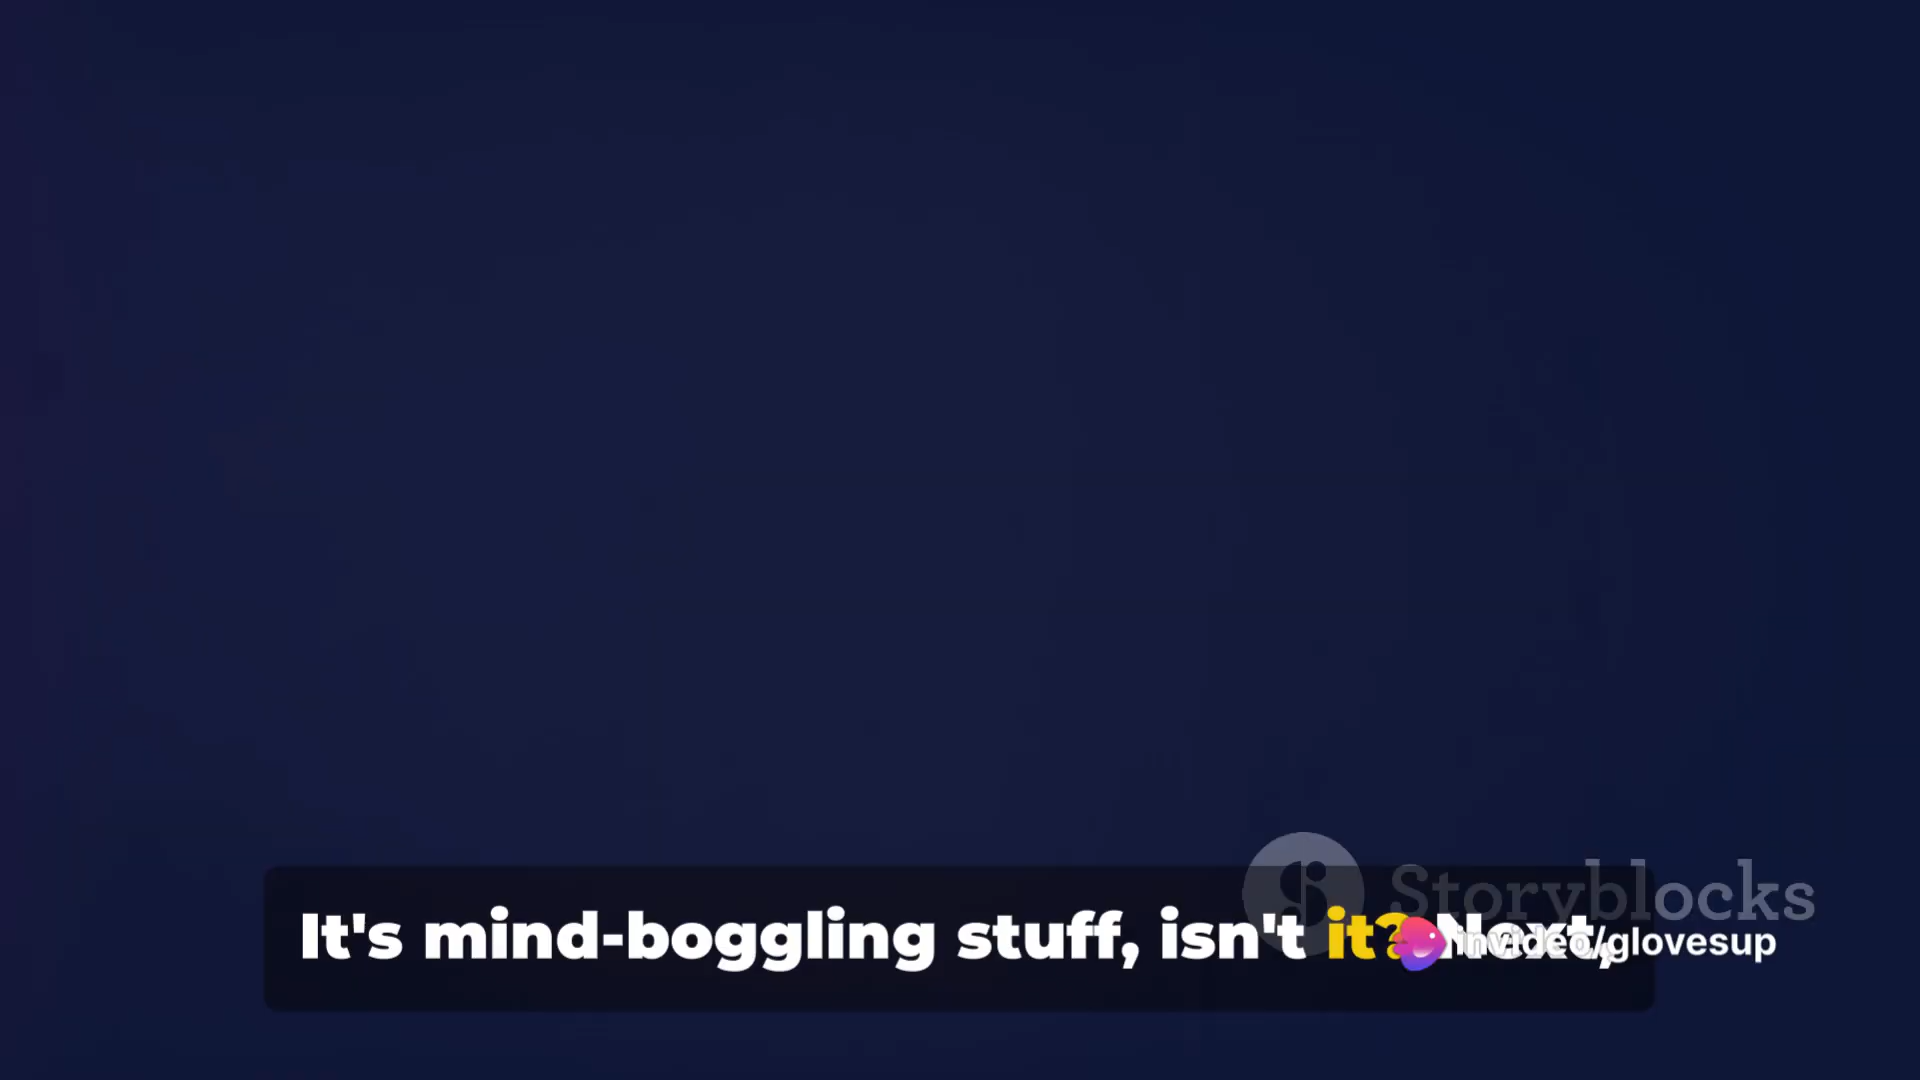 Storyblocks
It's mind-boggling stuff, isn't it? Next,
invideo/glovesup